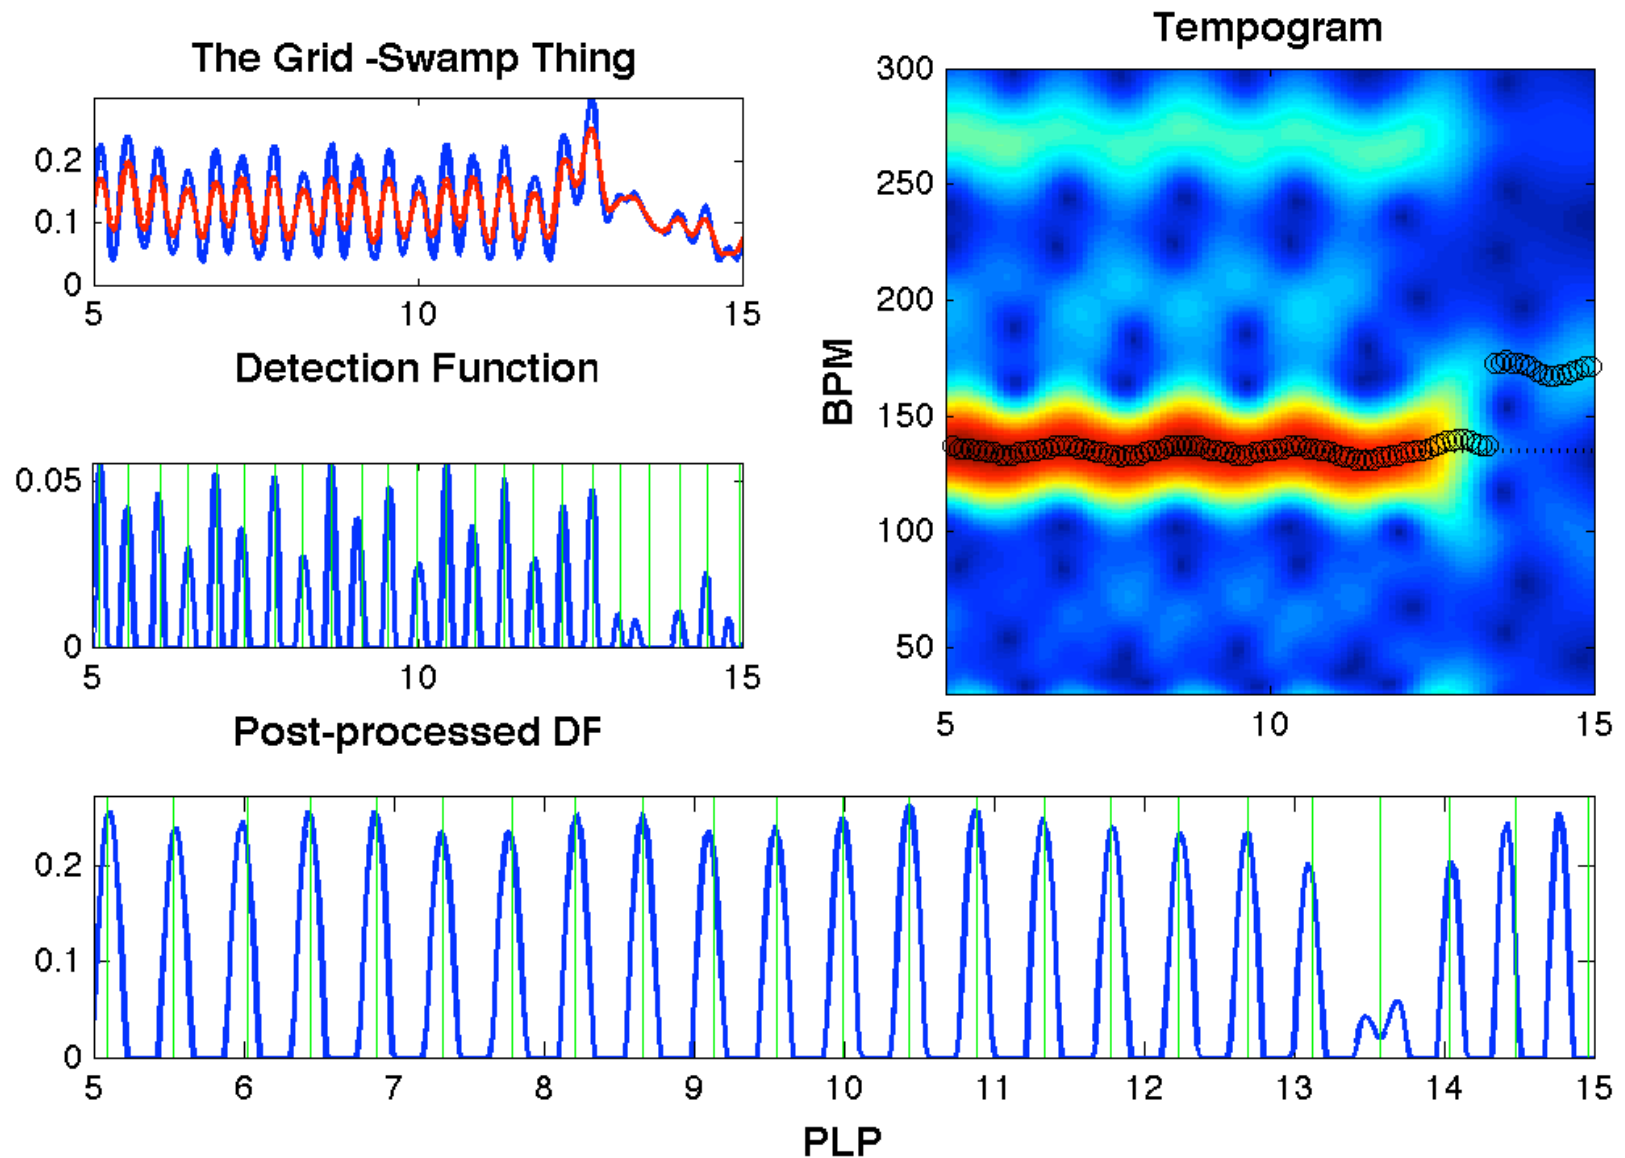 The Grid -Swamp Thing
0.2
0.1
0
5 10 15
Detection Function
0.05
0
5 10 15
Post-processed DF
Tempogram
300
250
200
150
100
50
BPM
5 10 15
0.2
0.1
0
5 6 7 8 9 10 11 12 13 14 15
PLP